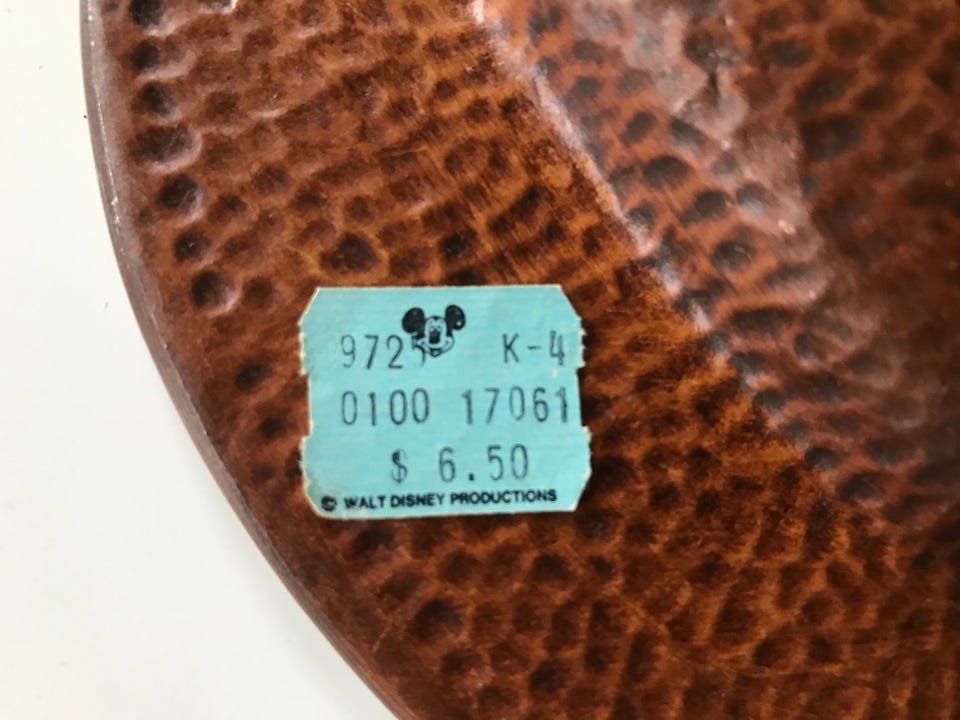 9725 K-4
0100 17061
$ 6.50
© WALT DISNEY PRODUCTIONS